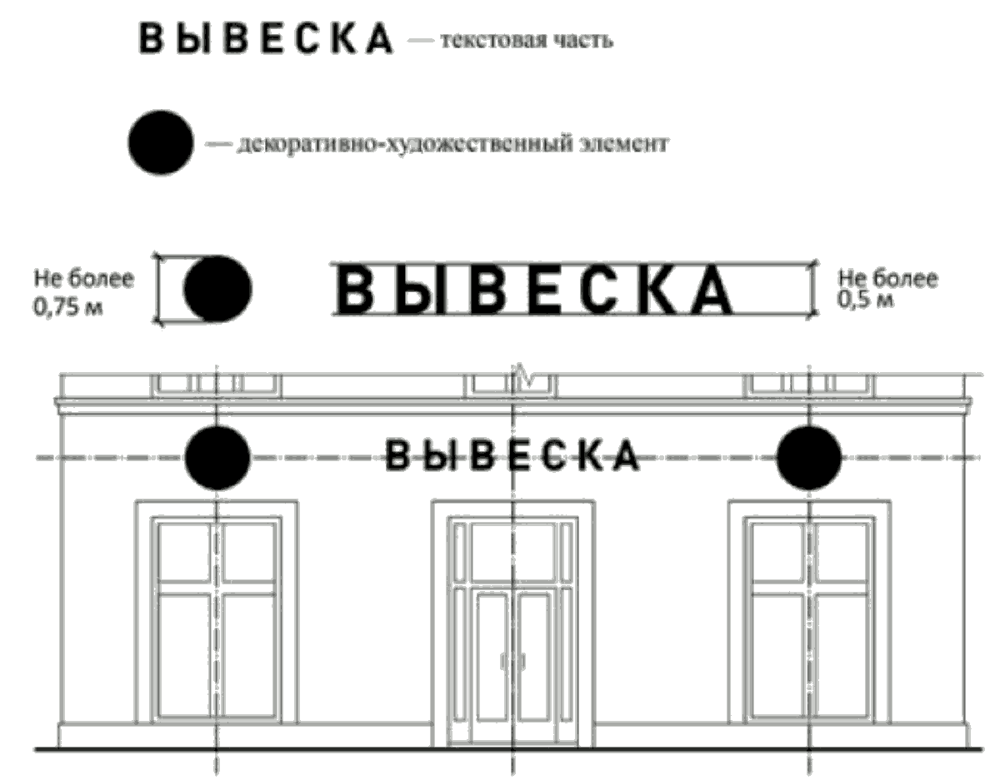 ВЫВЕСКА — текстовая часть
— декоративно-художественный элемент
Не более
0,75 м
ВЫВЕСКА
Не более
0,5 м
ВЫВЕСКА